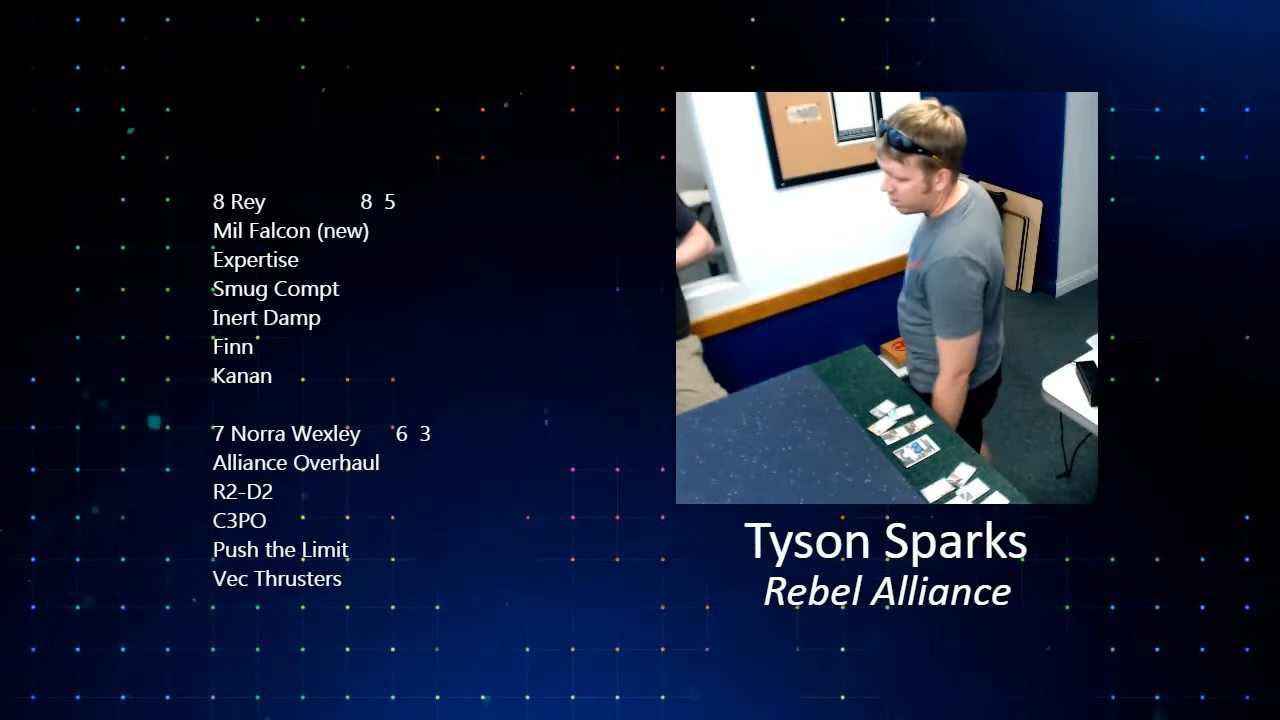 8 Rey 8 5
Mil Falcon (new)
Expertise
Smug Compt
Inert Damp
Finn
Kanan
7 Norra Wexley 6 3
Alliance Overhaul
R2-D2
C3PO
Push the Limit
Vec Thrusters
Tyson Sparks
Rebel Alliance